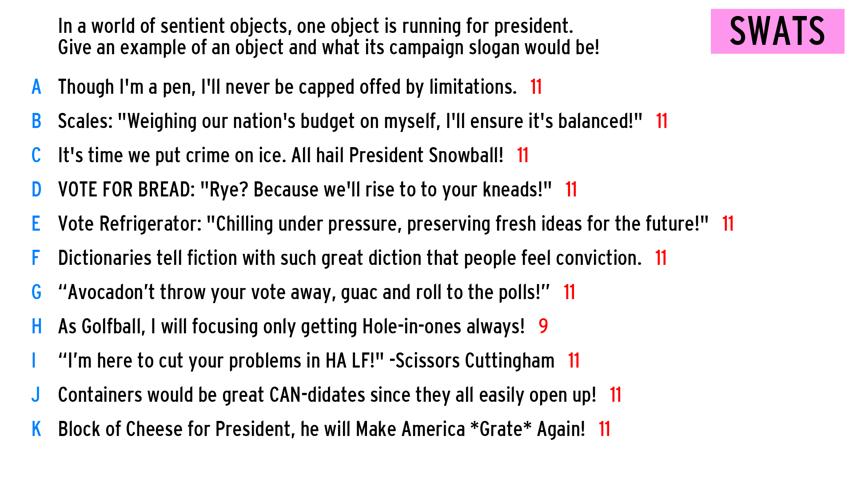 In a world of sentient objects, one object is running for president.
Give an example of an object and what its campaign slogan would be!
SWATS
A Though I'm a pen, I'll never be capped offed by limitations. 11
B Scales: "Weighing our nation's budget on myself, I'll ensure it's balanced!" 11
C It's time we put crime on ice. All hail President Snowball! 11
D VOTE FOR BREAD: "Rye? Because we'll rise to to your kneads!" 11
E Vote Refrigerator: "Chilling under pressure, preserving fresh ideas for the future!" 11
F Dictionaries tell fiction with such great diction that people feel conviction. 11
G “Avocadon’t throw your vote away, guac and roll to the polls!” 11
H As Golfball, I will focusing only getting Hole-in-ones always! 9
I “I’m here to cut your problems in HA LF!" -Scissors Cuttingham 11
J Containers would be great CAN-didates since they all easily open up! 11
K Block of Cheese for President, he will Make America *Grate* Again! 11